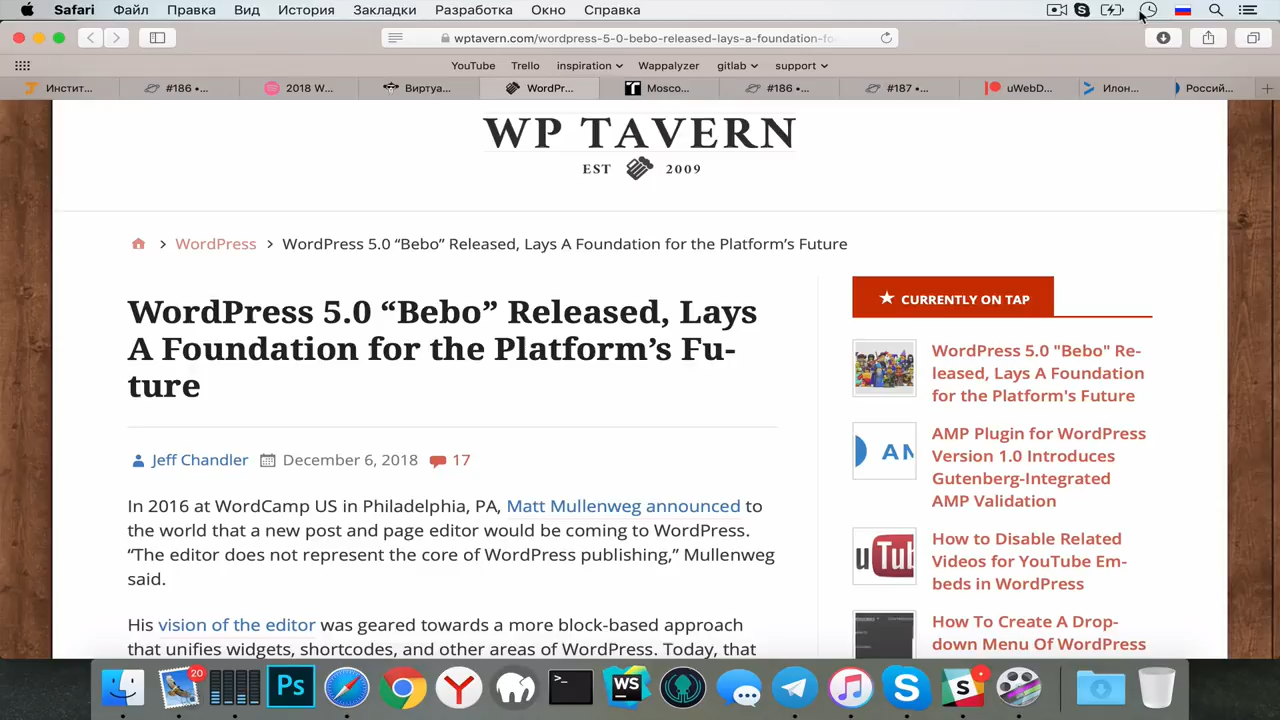 Safari Файл Правка Вид История Закладки Разработка Окно Справка
wptavern.com/wordpress-5-0-bebo-released-lays-a-foundation-fo
YouTube Trello inspiration Wappalyzer gitlab support
Инстит... #186 •... 2018 W... Виртуа... WordPr... Mosco... #186 •... #187 •... uWebD... Илон... Россий...
WP TAVERN
EST 2009
WordPress > WordPress 5.0 “Bebo” Released, Lays A Foundation for the Platform’s Future
WordPress 5.0 “Bebo” Released, Lays
A Foundation for the Platform’s Fu-
ture
Jeff Chandler December 6, 2018 17
In 2016 at WordCamp US in Philadelphia, PA, Matt Mullenweg announced to
the world that a new post and page editor would be coming to WordPress.
“The editor does not represent the core of WordPress publishing,” Mullenweg
said.
His vision of the editor was geared towards a more block-based approach
that unifies widgets, shortcodes, and other areas of WordPress. Today, that
★ CURRENTLY ON TAP
WordPress 5.0 "Bebo" Re-
leased, Lays A Foundation
for the Platform's Future
AM
AMP Plugin for WordPress
Version 1.0 Introduces
Gutenberg-Integrated
AMP Validation
uTub
How to Disable Related
Videos for YouTube Em-
beds in WordPress
How To Create A Drop-
down Menu Of WordPress
20
Ps
WS